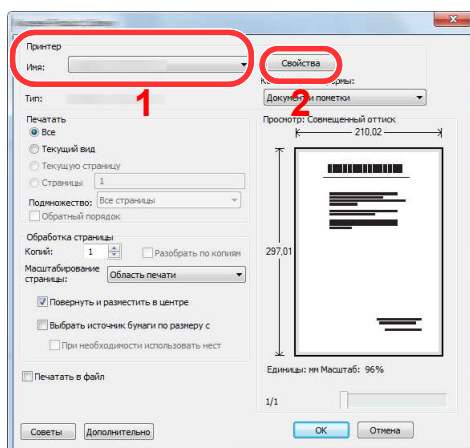 Принтер
Имя:
Свойства
1
2
Тип:
Документ и пометки
Печатать
Все
Текущий вид
Текущую страницу
Страницы 1
Подмножество: Все страницы
Обратный порядок
Просмотр: Совмещенный оттиск
210,02
297,01
Обработка страницы
Копий: 1 Разобрать по копиям
Масштабирование страницы: Область печати
Повернуть и разместить в центре
Выбрать источник бумаги по размеру с
При необходимости использовать нест
Единицы: мм Масштаб: 96%
Печатать в файл
1/1
Советы Дополнительно OK Отмена